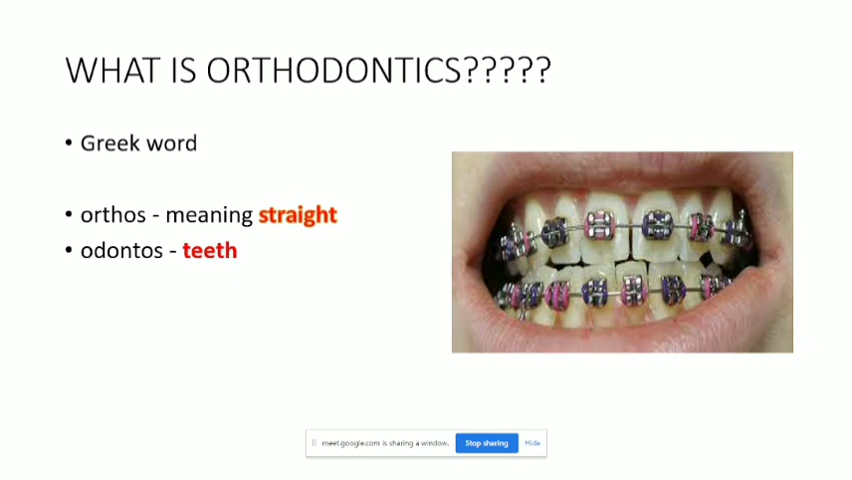 WHAT IS ORTHODONTICS?????
• Greek word
• orthos - meaning straight
• odontos - teeth
meet.google.com is sharing a window. Stop sharing Hide